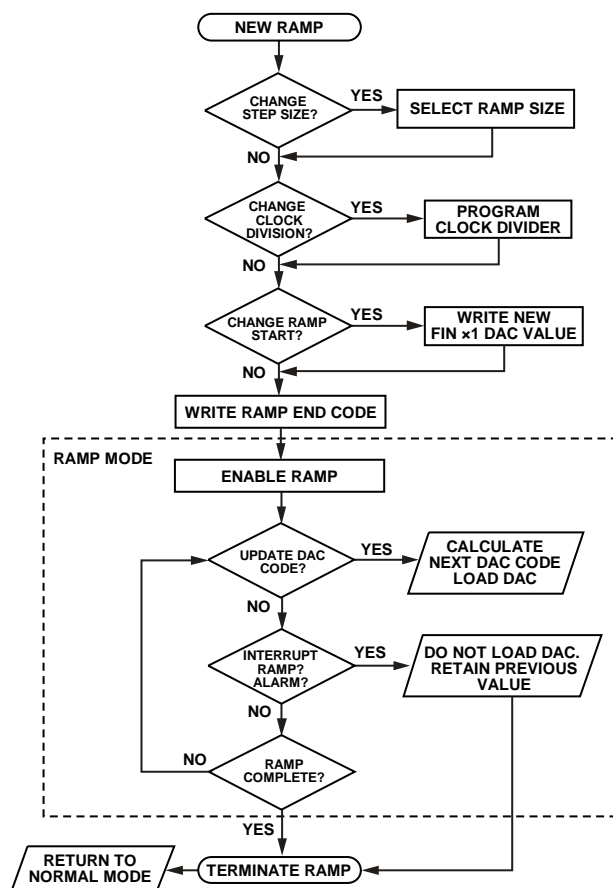 NEW RAMP
CHANGE
STEP SIZE?
YES
SELECT RAMP SIZE
NO
CHANGE
CLOCK
DIVISION?
YES
PROGRAM
CLOCK DIVIDER
NO
CHANGE RAMP
START?
YES
WRITE NEW
FIN ×1 DAC VALUE
NO
WRITE RAMP END CODE
RAMP MODE
ENABLE RAMP
UPDATE DAC
CODE?
YES
CALCULATE
NEXT DAC CODE
LOAD DAC
NO
INTERRUPT
RAMP?
ALARM?
YES
DO NOT LOAD DAC.
RETAIN PREVIOUS
VALUE
NO
RAMP
COMPLETE?
NO
YES
TERMINATE RAMP
RETURN TO
NORMAL MODE